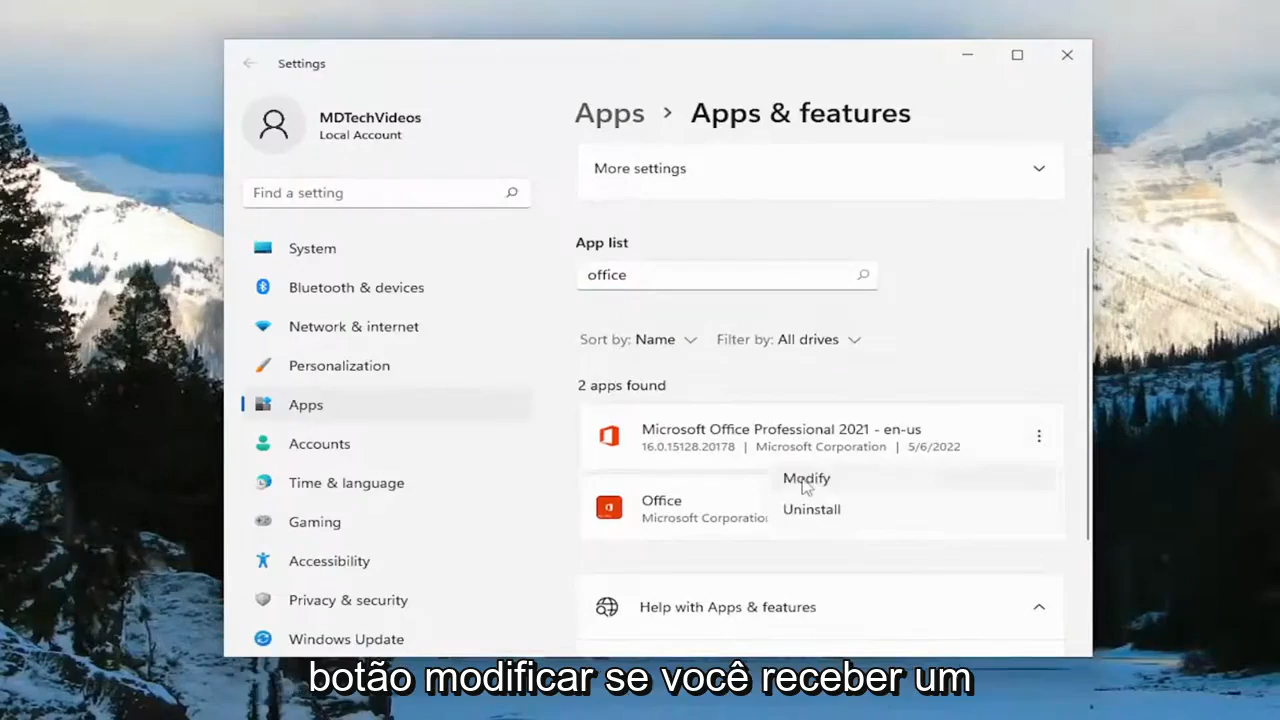 Settings
MDTechVideos
Local Account
Find a setting
System
Bluetooth & devices
Network & internet
Personalization
Apps
Accounts
Time & language
Gaming
Accessibility
Privacy & security
Windows Update
Apps > Apps & features
More settings
App list
office
Sort by: Name Filter by: All drives
2 apps found
Microsoft Office Professional 2021 - en-us
16.0.15128.20178 | Microsoft Corporation | 5/6/2022
Modify
Uninstall
Office
Microsoft Corporation
Help with Apps & features
botão modificar se você receber um